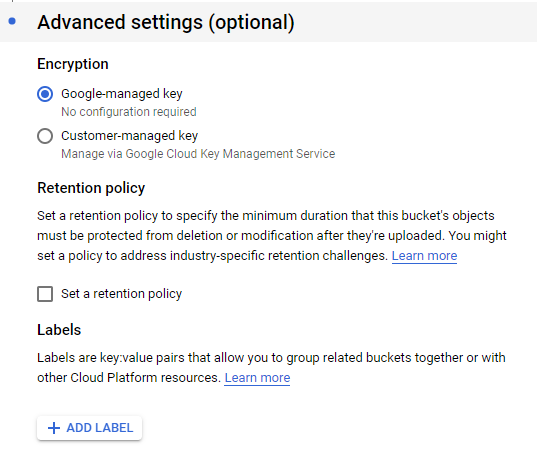 Advanced settings (optional)
Encryption
Google-managed key
No configuration required
Customer-managed key
Manage via Google Cloud Key Management Service
Retention policy
Set a retention policy to specify the minimum duration that this bucket's objects
must be protected from deletion or modification after they're uploaded. You might
set a policy to address industry-specific retention challenges. Learn more
Set a retention policy
Labels
Labels are key:value pairs that allow you to group related buckets together or with
other Cloud Platform resources. Learn more
+ ADD LABEL